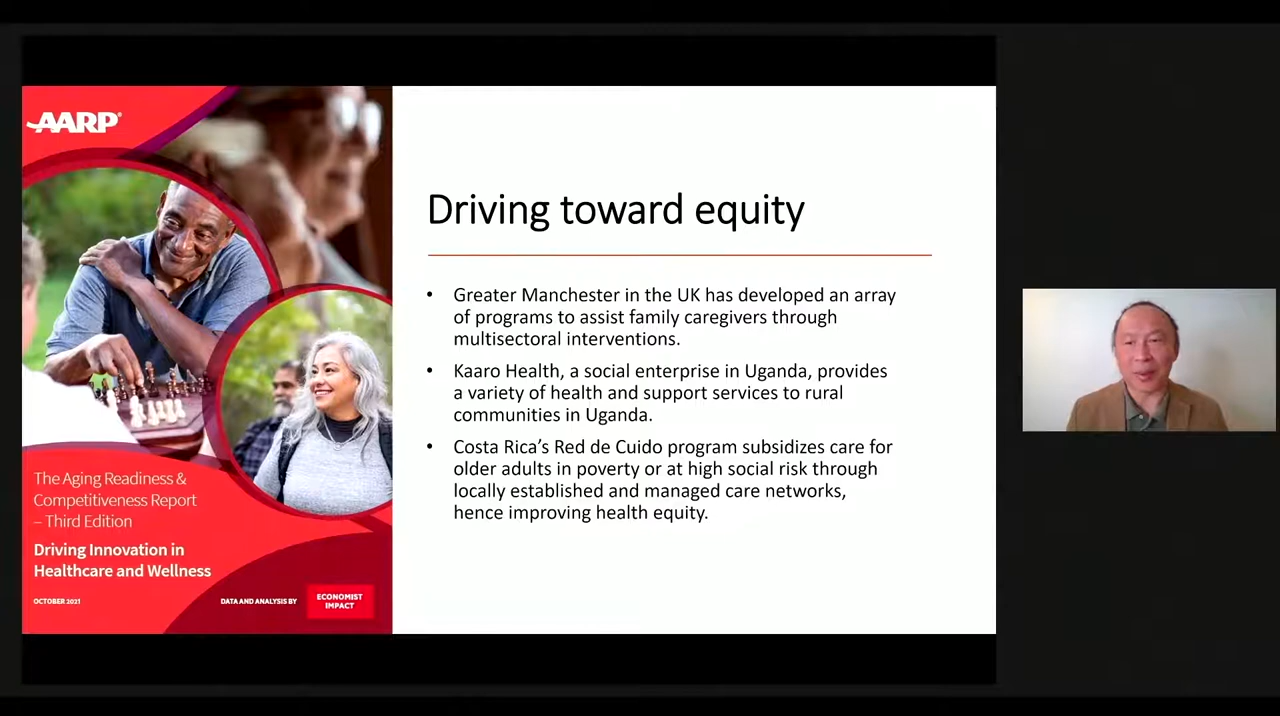 AARP®
The Aging Readiness &
Competitiveness Report
– Third Edition
Driving Innovation in
Healthcare and Wellness
OCTOBER 2021
DATA AND ANALYSIS BY
ECONOMIST
IMPACT
Driving toward equity
• Greater Manchester in the UK has developed an array
of programs to assist family caregivers through
multisectoral interventions.
• Kaaro Health, a social enterprise in Uganda, provides
a variety of health and support services to rural
communities in Uganda.
• Costa Rica’s Red de Cuido program subsidizes care for
older adults in poverty or at high social risk through
locally established and managed care networks,
hence improving health equity.